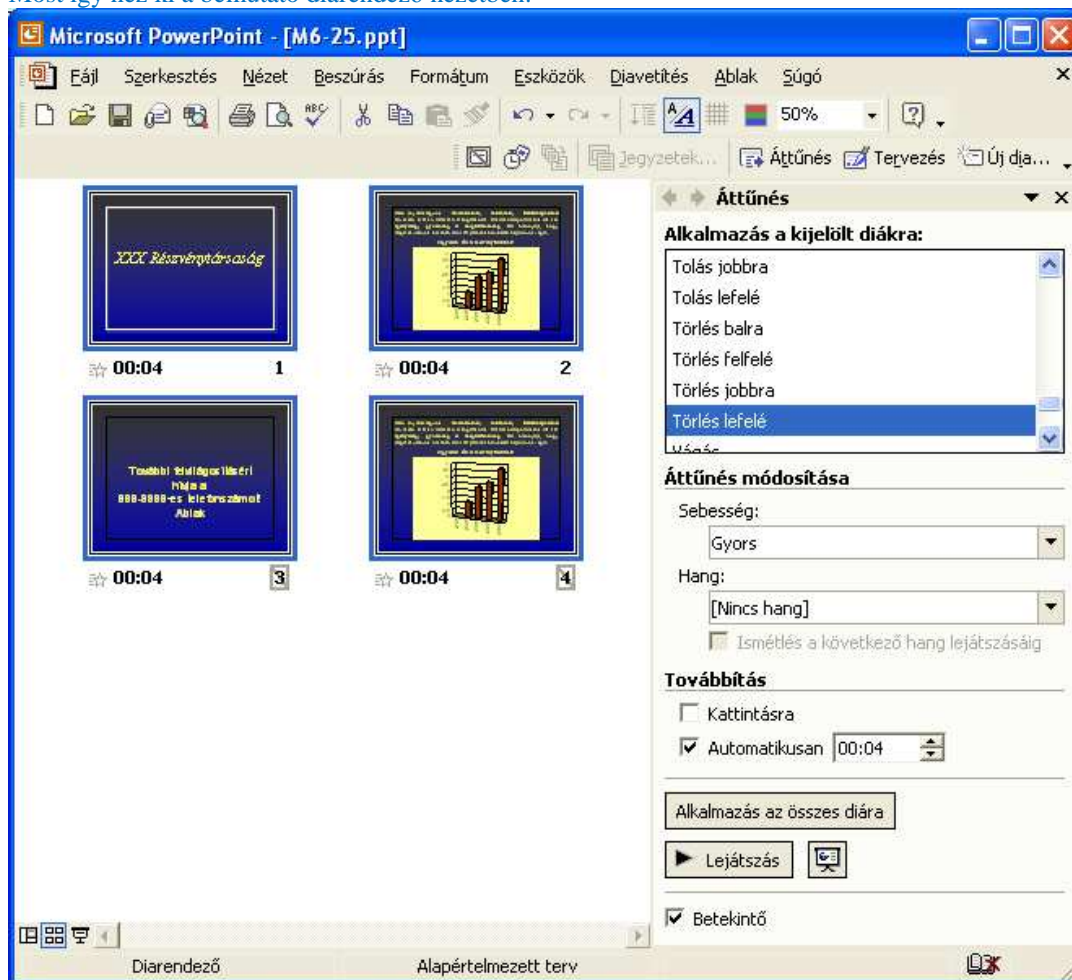 Most így néz ki a bemutató diarendező nézetben:
Microsoft PowerPoint - [M6-25.ppt]
Fájl Szerkesztés Nézet Beszúrás Formátum Eszközök Diavetítés Ablak Súgó
50%
Jegyzetek... Áttűnés Tervezés Új dia...
Áttűnés
Alkalmazás a kijelölt diákra:
Tolás jobbra
Tolás lefelé
Törlés balra
Törlés felfelé
Törlés jobbra
Törlés lefelé
Vágás
XXX Részvénytársaság
00:04 1
00:04 2
További felvilágosításért
hívja a
888-8888-es telefonszámot
Ablak
00:04 3
00:04 4
Áttűnés módosítása
Sebesség:
Gyors
Hang:
[Nincs hang]
Ismétlés a következő hang lejátszásáig
Továbbítás
Kattintásra
Automatikusan 00:04
Alkalmazás az összes diára
Lejátszás
Betekintő
Diarendező Alapértelmezett terv